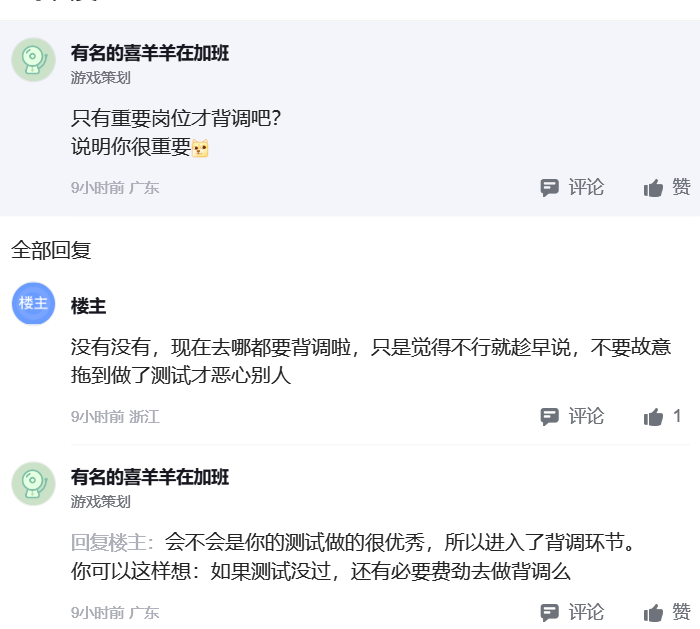 有名的喜羊羊在加班
游戏策划
只有重要岗位才背调吧？
说明你很重要
9小时前 广东
评论
赞
全部回复
楼主
楼主
没有没有，现在去哪都要背调啦，只是觉得不行就趁早说，不要故意
拖到做了测试才恶心别人
9小时前 浙江
评论
1
有名的喜羊羊在加班
游戏策划
回复楼主：会不会是你的测试做的很优秀，所以进入了背调环节。
你可以这样想：如果测试没过，还有必要费劲去做背调么
9小时前 广东
评论
赞